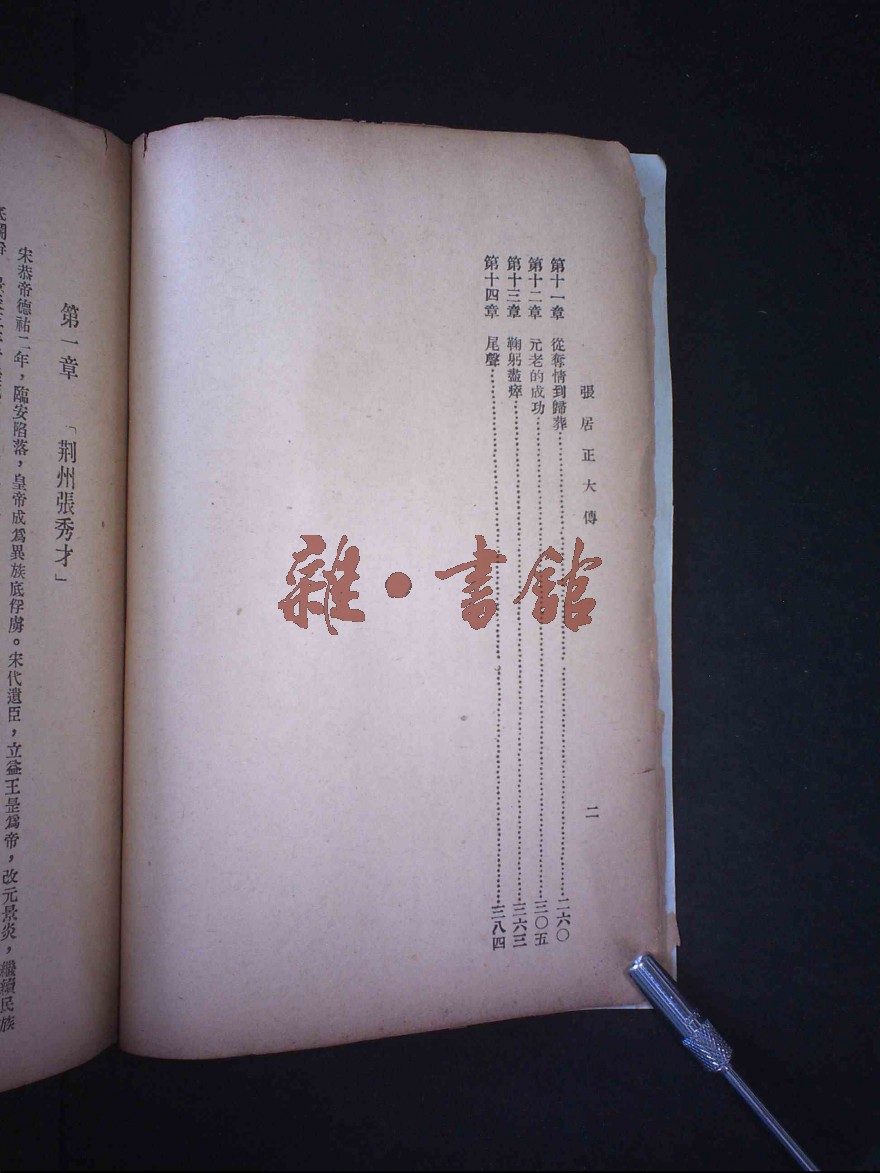 張居正大傳
二
第十一章　從奪情到歸葬……二六〇
第十二章　元老的成功……三〇五
第十三章　鞠躬盡瘁……三六三
第十四章　尾聲……三八四
雜・書館
第一章　「荆州張秀才」
宋恭帝德祐二年，臨安陷落，皇帝成爲異族底俘虜。宋代遺臣，立益王昰爲帝，改元景炎，繼續民族